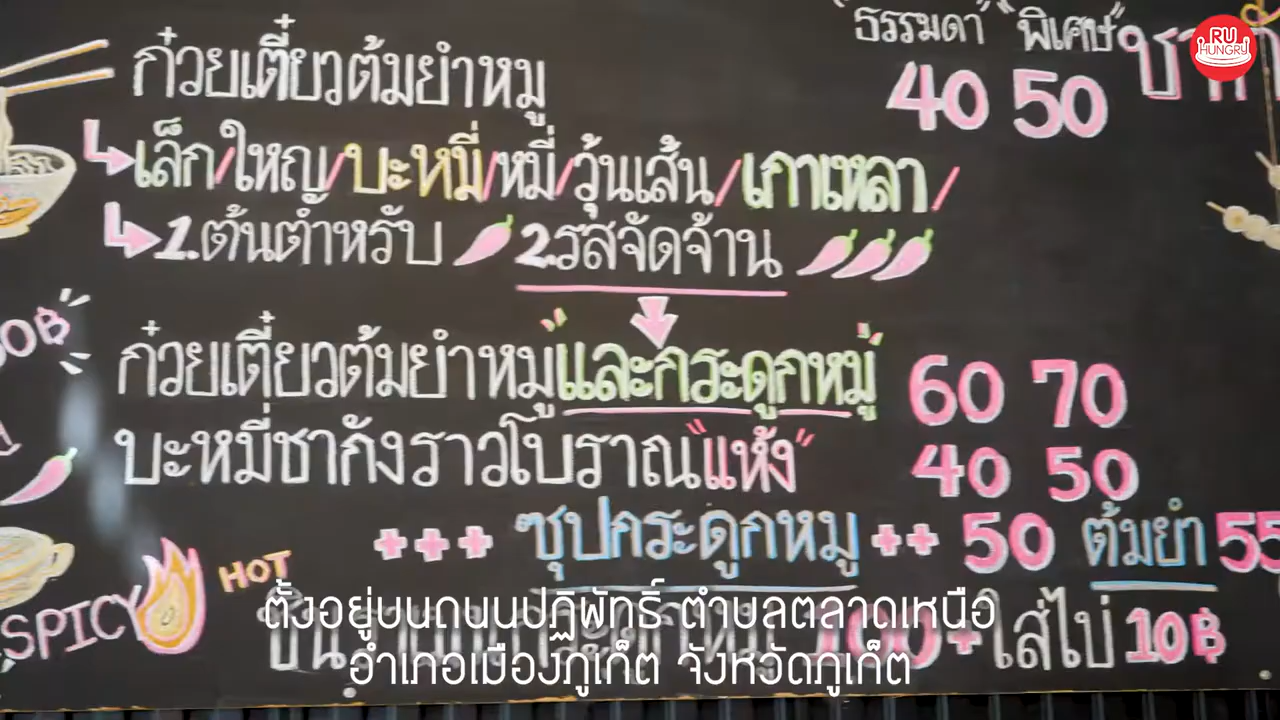 "ธรรมดา" "พิเศษ"
RU HUNGRY
ก๋วยเตี๋ยวต้มยำหมู 40 50
เล็ก/ใหญ่/บะหมี่/หมี่/วุ้นเส้น/เกาเหลา/
1.ต้นตำหรับ 2.รสจัดจ้าน
ก๋วยเตี๋ยวต้มยำหมู"และกระดูกหมู" 60 70
บะหมี่ซากังราวโบราณ"แห้ง" 40 50
+++ ซุปกระดูกหมู ++ 50 ต้มยำ 55
HOT
SPICY
100+ใส่ไข่ 10฿
ตั้งอยู่บนถนนปฏิพัทธิ์ ตำบลตลาดเหนือ
อำเภอเมืองภูเก็ต จังหวัดภูเก็ต